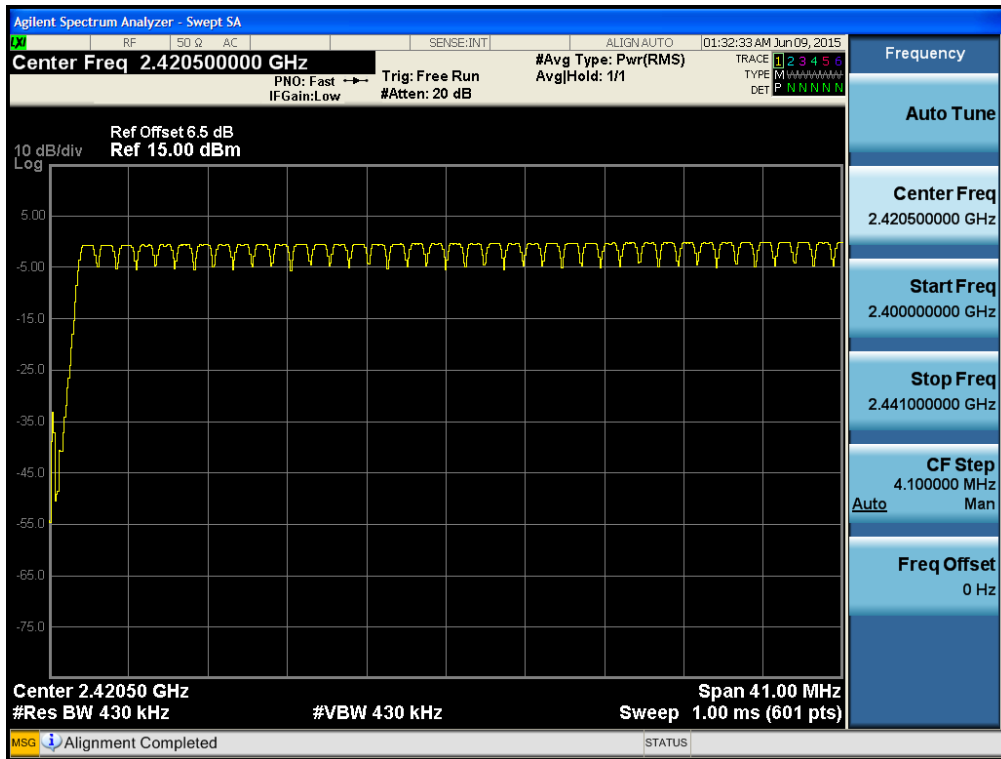 Agilent Spectrum Analyzer - Swept SA
LXI RF 50 Ω AC SENSE:INT ALIGN AUTO 01:32:33 AM Jun 09, 2015
Center Freq 2.420500000 GHz
PNO: Fast
IFGain:Low
Trig: Free Run
#Atten: 20 dB
#Avg Type: Pwr(RMS)
Avg|Hold: 1/1
TRACE 1 2 3 4 5 6
TYPE M
DET P N N N N N
Ref Offset 6.5 dB
10 dB/div Ref 15.00 dBm
Log
5.00
-5.00
-15.0
-25.0
-35.0
-45.0
-55.0
-65.0
-75.0
Center 2.42050 GHz Span 41.00 MHz
#Res BW 430 kHz #VBW 430 kHz Sweep 1.00 ms (601 pts)
MSG Alignment Completed STATUS
Frequency
Auto Tune
Center Freq
2.420500000 GHz
Start Freq
2.400000000 GHz
Stop Freq
2.441000000 GHz
CF Step
4.100000 MHz
Auto Man
Freq Offset
0 Hz